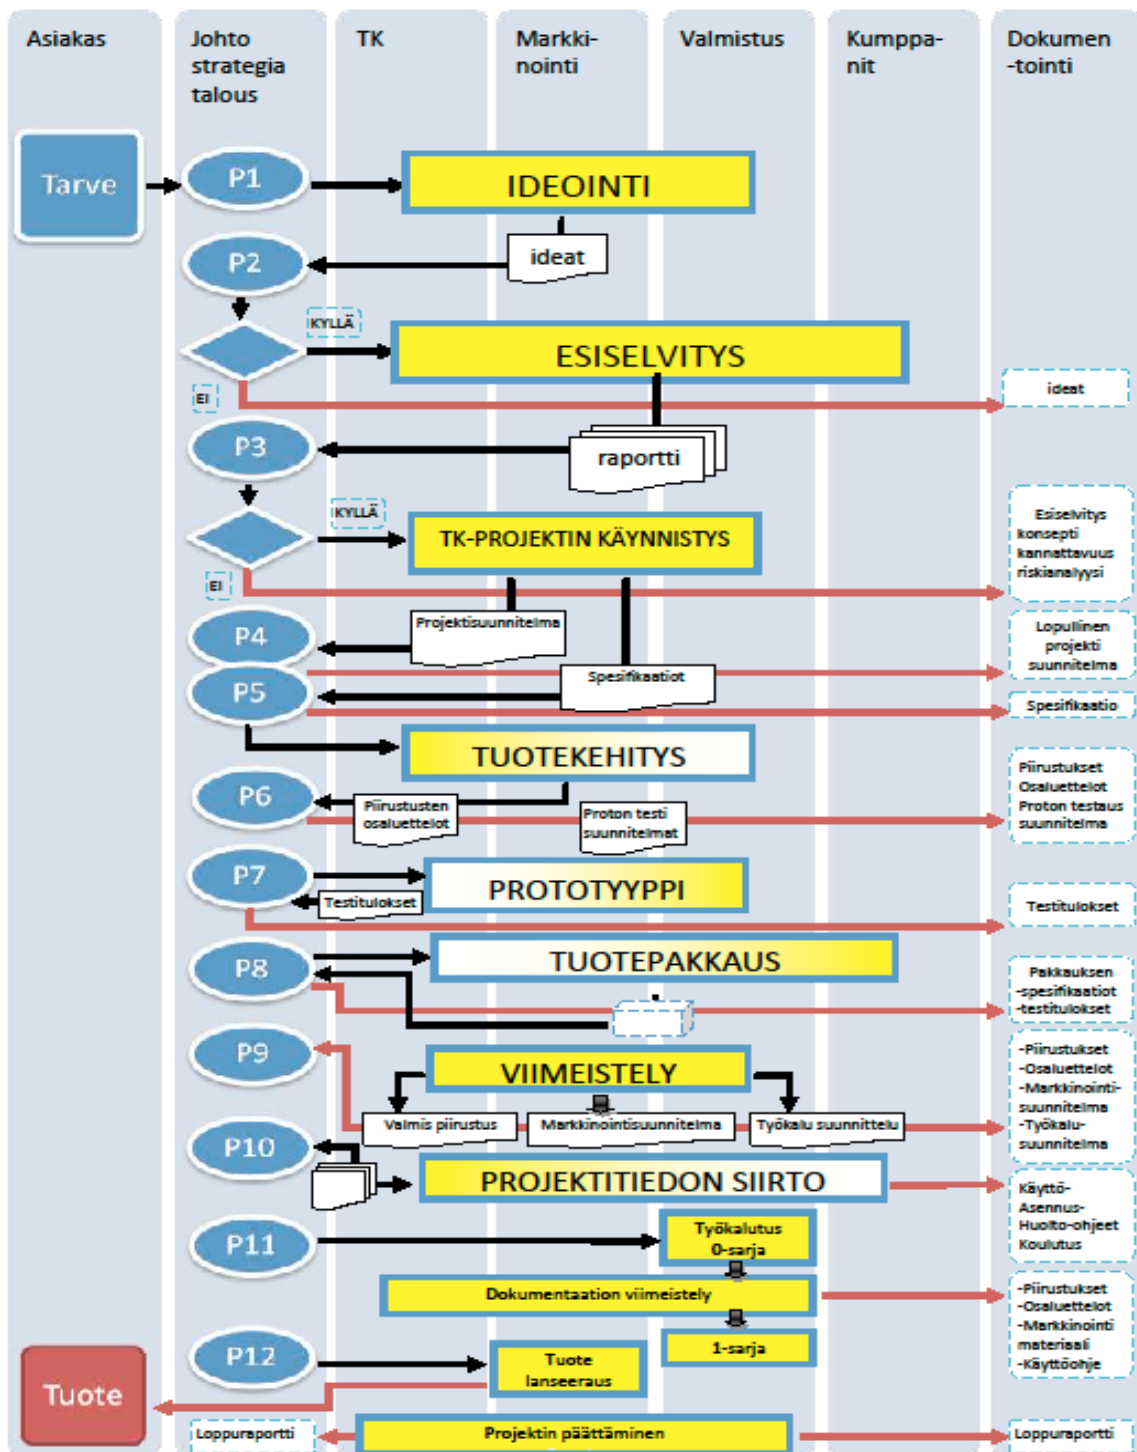 Asiakas
Johto
strategia
talous
TK
Markki-
nointi
Valmistus
Kumppa-
nit
Dokumen
-tointi
Tarve
P1
IDEOINTI
ideat
P2
KYLLÄ
ESISELVITYS
EI
ideat
P3
raportti
KYLLÄ
TK-PROJEKTIN KÄYNNISTYS
Esiselvitys
konsepti
kannattavuus
riskianalyysi
EI
P4
Projektisuunnitelma
Lopullinen
projekti
suunnitelma
P5
Spesifikaatiot
Spesifikaatio
TUOTEKEHITYS
P6
Piirustusten
osaluettelot
Proton testi
suunnitelmat
Piirustukset
Osaluettelot
Proton testaus
suunnitelma
P7
PROTOTYYPPI
Testitulokset
Testitulokset
P8
TUOTEPAKKAUS
Pakkauksen
-spesifikaatiot
-testitulokset
P9
VIIMEISTELY
Valmis piirustus
Markkinointisuunnitelma
Työkalu suunnittelu
-Piirustukset
-Osaluettelot
-Markkinointi-
suunnitelma
-Työkalu-
suunnitelma
P10
PROJEKTITIEDON SIIRTO
Käyttö-
Asennus-
Huolto-ohjeet
Koulutus
P11
Työkalutus
0-sarja
Dokumentaation viimeistely
-Piirustukset
-Osaluettelot
-Markkinointi
materiaali
-Käyttöohje
1-sarja
P12
Tuote
lanseeraus
Tuote
Loppuraportti
Projektin päättäminen
Loppuraportti